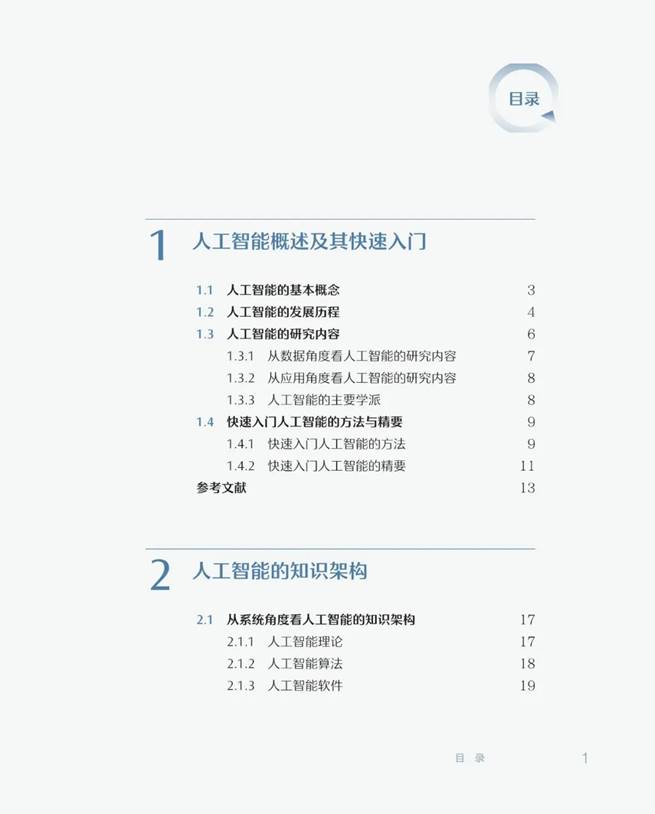 目录
1 人工智能概述及其快速入门
1.1 人工智能的基本概念 3
1.2 人工智能的发展历程 4
1.3 人工智能的研究内容 6
1.3.1 从数据角度看人工智能的研究内容 7
1.3.2 从应用角度看人工智能的研究内容 8
1.3.3 人工智能的主要学派 8
1.4 快速入门人工智能的方法与精要 9
1.4.1 快速入门人工智能的方法 9
1.4.2 快速入门人工智能的精要 11
参考文献 13
2 人工智能的知识架构
2.1 从系统角度看人工智能的知识架构 17
2.1.1 人工智能理论 17
2.1.2 人工智能算法 18
2.1.3 人工智能软件 19
目 录 1